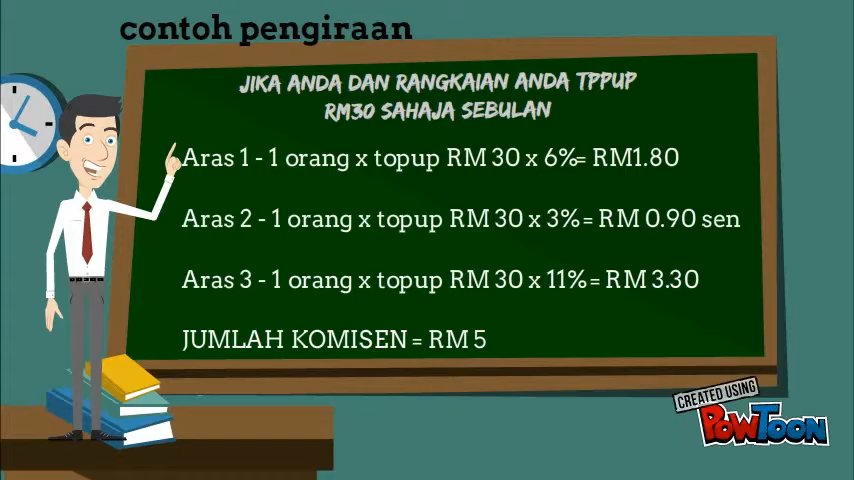 contoh pengiraan
JIKA ANDA DAN RANGKAIAN ANDA TPPUP
RM30 SAHAJA SEBULAN
Aras 1 - 1 orang x topup RM 30 x 6%= RM1.80
Aras 2 - 1 orang x topup RM 30 x 3% = RM 0.90 sen
Aras 3 - 1 orang x topup RM 30 x 11% = RM 3.30
JUMLAH KOMISEN = RM 5
CREATED USING
POWTOON